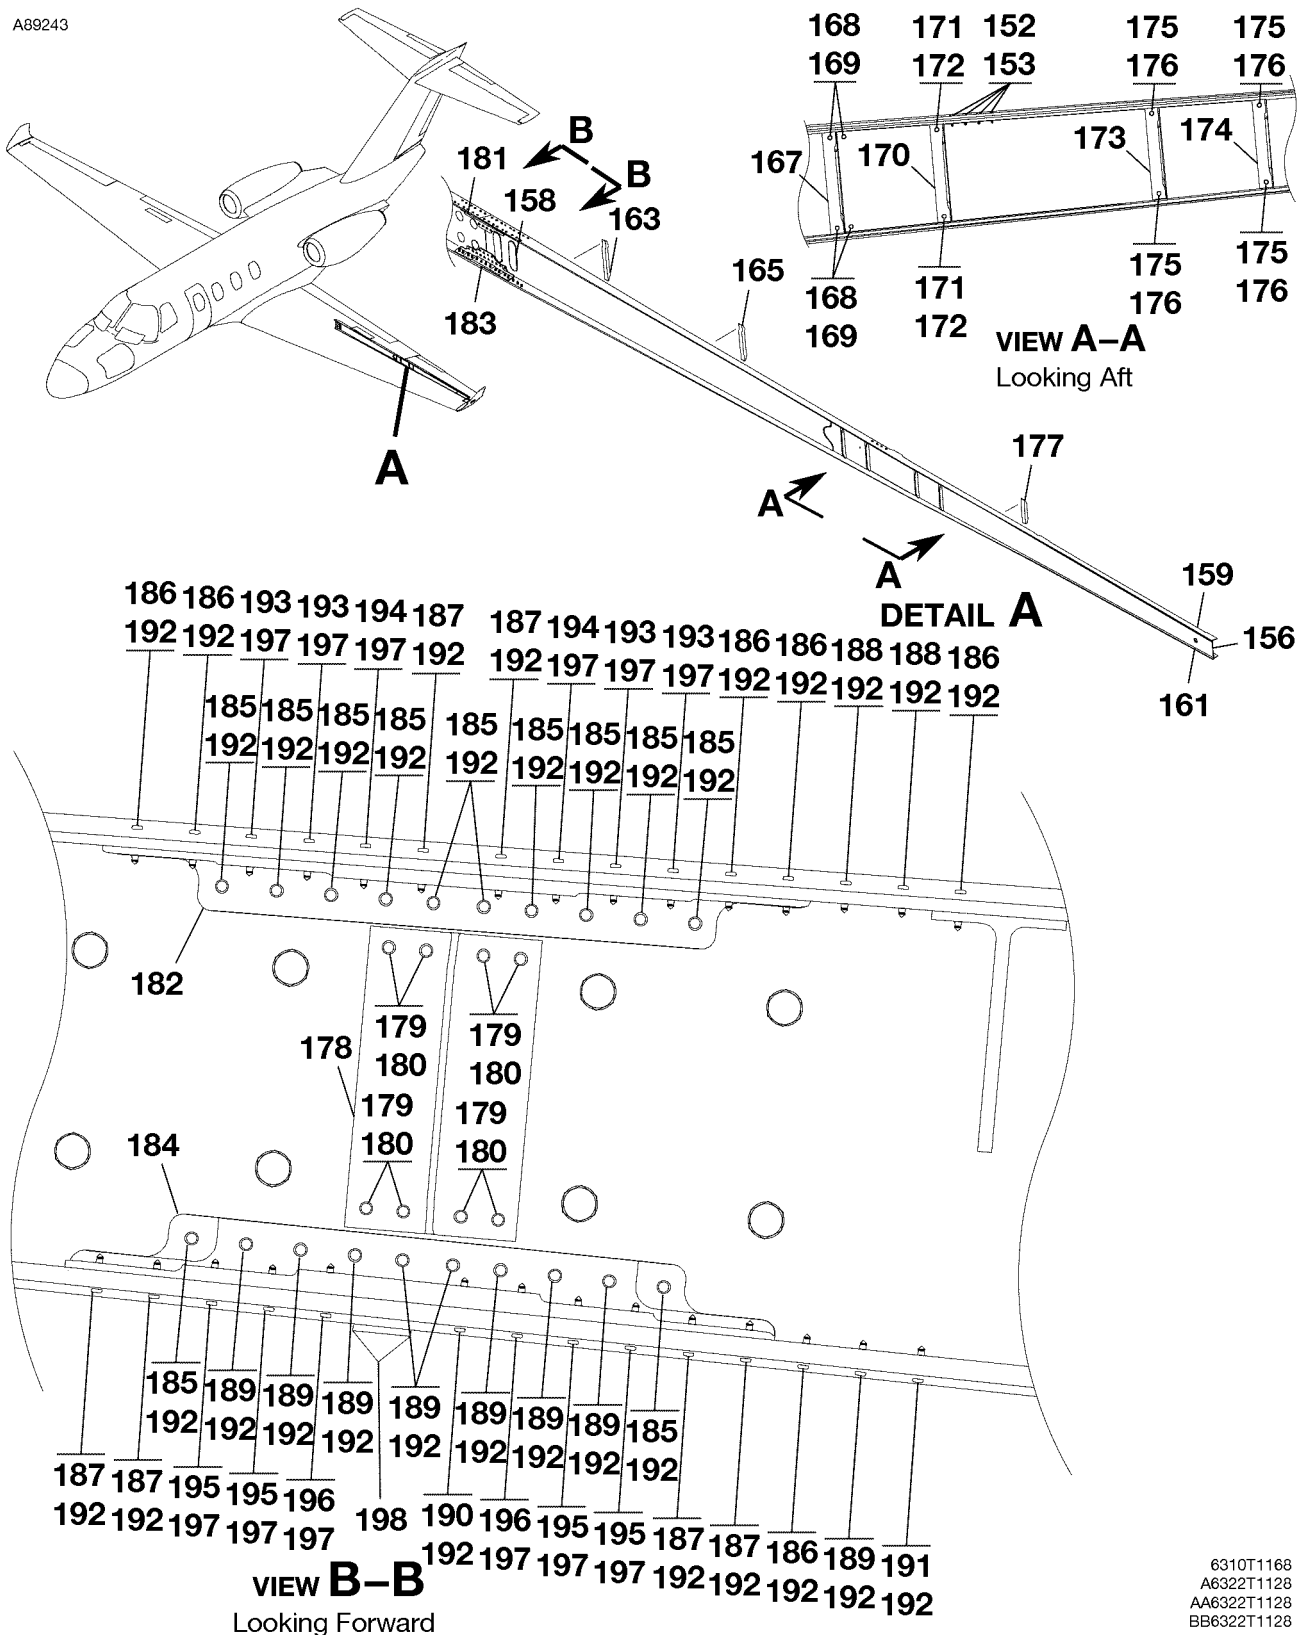 A89243
168 171 152 175 175
169 172 153 176 176
B
B
181
158
163
167
170
173
174
165
183
168
169
171
172
175
176
175
176
VIEW A–A
Looking Aft
A
177
A
A
DETAIL A
159
156
161
186 186 193 193 194 187 187 194 193 193 186 186 188 188 186
192 192 197 197 197 192 192 197 197 197 192 192 192 192 192
185 185 185 185 185 185 185 185 185
192 192 192 192 192 192 192 192 192
182
178
179
180
179
180
179
180
179
180
184
185 189 189 189 189 189 189 189 185
192 192 192 192 192 192 192 192 192
187 187 195 195 196 198 190 196 195 195 187 187 186 189 191
192 192 197 197 197 192 197 197 197 192 192 192 192 192
VIEW B–B
Looking Forward
6310T1168
A6322T1128
AA6322T1128
BB6322T1128